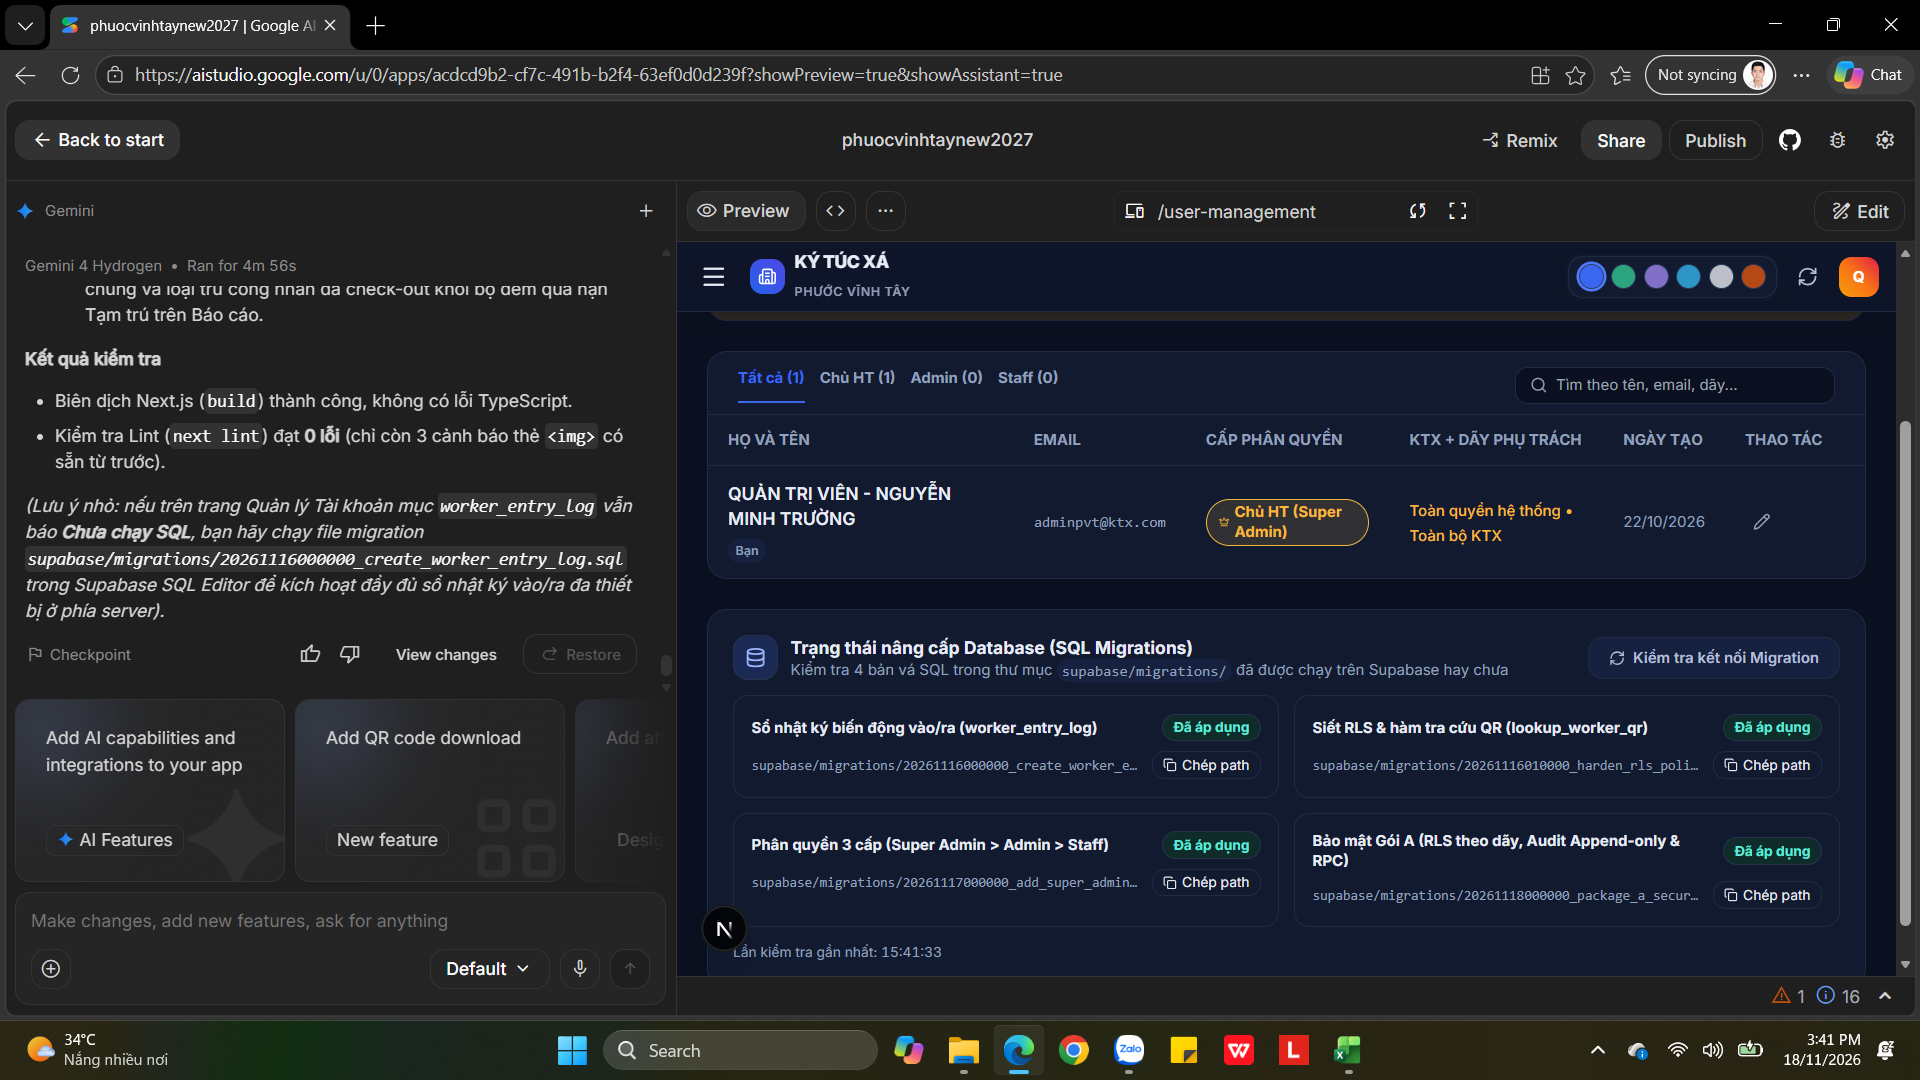 phuocvinhtaynew2027 | Google AI
https://aistudio.google.com/u/0/apps/acdcd9b2-cf7c-491b-b2f4-63ef0d0d239f?showPreview=true&showAssistant=true
Not syncing
Chat
Back to start
phuocvinhtaynew2027
Remix
Share
Publish
Gemini
Preview
/user-management
Edit
Gemini 4 Hydrogen • Ran for 4m 56s
chung và loại trừ công nhân đã check-out khỏi bộ đếm quá hạn
Tạm trú trên Báo cáo.
Kết quả kiểm tra
• Biên dịch Next.js (build) thành công, không có lỗi TypeScript.
• Kiểm tra Lint (next lint) đạt 0 lỗi (chỉ còn 3 cảnh báo thẻ <img> có
sẵn từ trước).
(Lưu ý nhỏ: nếu trên trang Quản lý Tài khoản mục worker_entry_log vẫn
báo Chưa chạy SQL, bạn hãy chạy file migration
supabase/migrations/20261116000000_create_worker_entry_log.sql
trong Supabase SQL Editor để kích hoạt đầy đủ sổ nhật ký vào/ra đa thiết
bị ở phía server).
Checkpoint
View changes
Restore
Add AI capabilities and
integrations to your app
AI Features
Add QR code download
New feature
Add
Desig
Make changes, add new features, ask for anything
Default
KÝ TÚC XÁ
PHƯỚC VĨNH TÂY
Q
Tất cả (1)
Chủ HT (1)
Admin (0)
Staff (0)
Tìm theo tên, email, dãy...
HỌ VÀ TÊN
EMAIL
CẤP PHÂN QUYỀN
KTX + DÃY PHỤ TRÁCH
NGÀY TẠO
THAO TÁC
QUẢN TRỊ VIÊN - NGUYỄN
MINH TRƯỜNG
Bạn
adminpvt@ktx.com
Chủ HT (Super
Admin)
Toàn quyền hệ thống •
Toàn bộ KTX
22/10/2026
Trạng thái nâng cấp Database (SQL Migrations)
Kiểm tra 4 bản vá SQL trong thư mục supabase/migrations/ đã được chạy trên Supabase hay chưa
Kiểm tra kết nối Migration
Sổ nhật ký biến động vào/ra (worker_entry_log)
Đã áp dụng
supabase/migrations/20261116000000_create_worker_e…
Chép path
Siết RLS & hàm tra cứu QR (lookup_worker_qr)
Đã áp dụng
supabase/migrations/20261116010000_harden_rls_poli…
Chép path
Phân quyền 3 cấp (Super Admin > Admin > Staff)
Đã áp dụng
supabase/migrations/20261117000000_add_super_admin…
Chép path
Bảo mật Gói A (RLS theo dãy, Audit Append-only &
RPC)
Đã áp dụng
supabase/migrations/20261118000000_package_a_secur…
Chép path
N
Lần kiểm tra gần nhất: 15:41:33
1
16
34°C
Nắng nhiều nơi
Search
Zalo
3:41 PM
18/11/2026